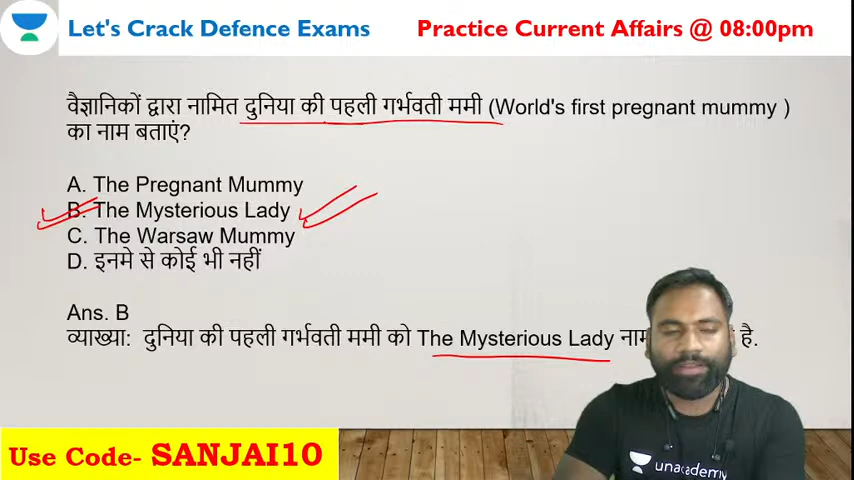 Let's Crack Defence Exams
Practice Current Affairs @ 08:00pm
वैज्ञानिकों द्वारा नामित दुनिया की पहली गर्भवती ममी (World's first pregnant mummy )
का नाम बताएं?
A. The Pregnant Mummy
B. The Mysterious Lady
C. The Warsaw Mummy
D. इनमे से कोई भी नहीं
Ans. B
व्याख्या: दुनिया की पहली गर्भवती ममी को The Mysterious Lady है.
unacademy
Use Code- SANJAI10